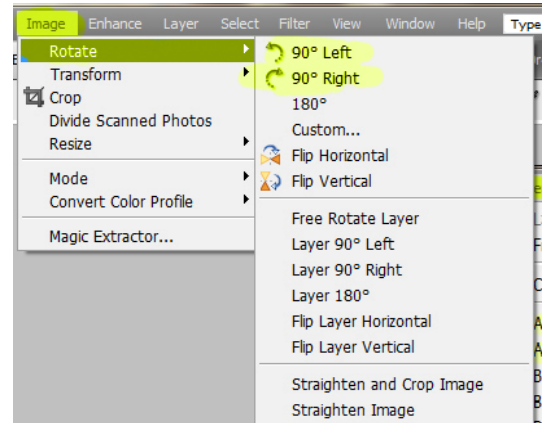 Image Enhance Layer Select Filter View Window Help Type
Rotate
Transform
Crop
Divide Scanned Photos
Resize
Mode
Convert Color Profile
Magic Extractor...
90° Left
90° Right
180°
Custom...
Flip Horizontal
Flip Vertical
Free Rotate Layer
Layer 90° Left
Layer 90° Right
Layer 180°
Flip Layer Horizontal
Flip Layer Vertical
Straighten and Crop Image
Straighten Image